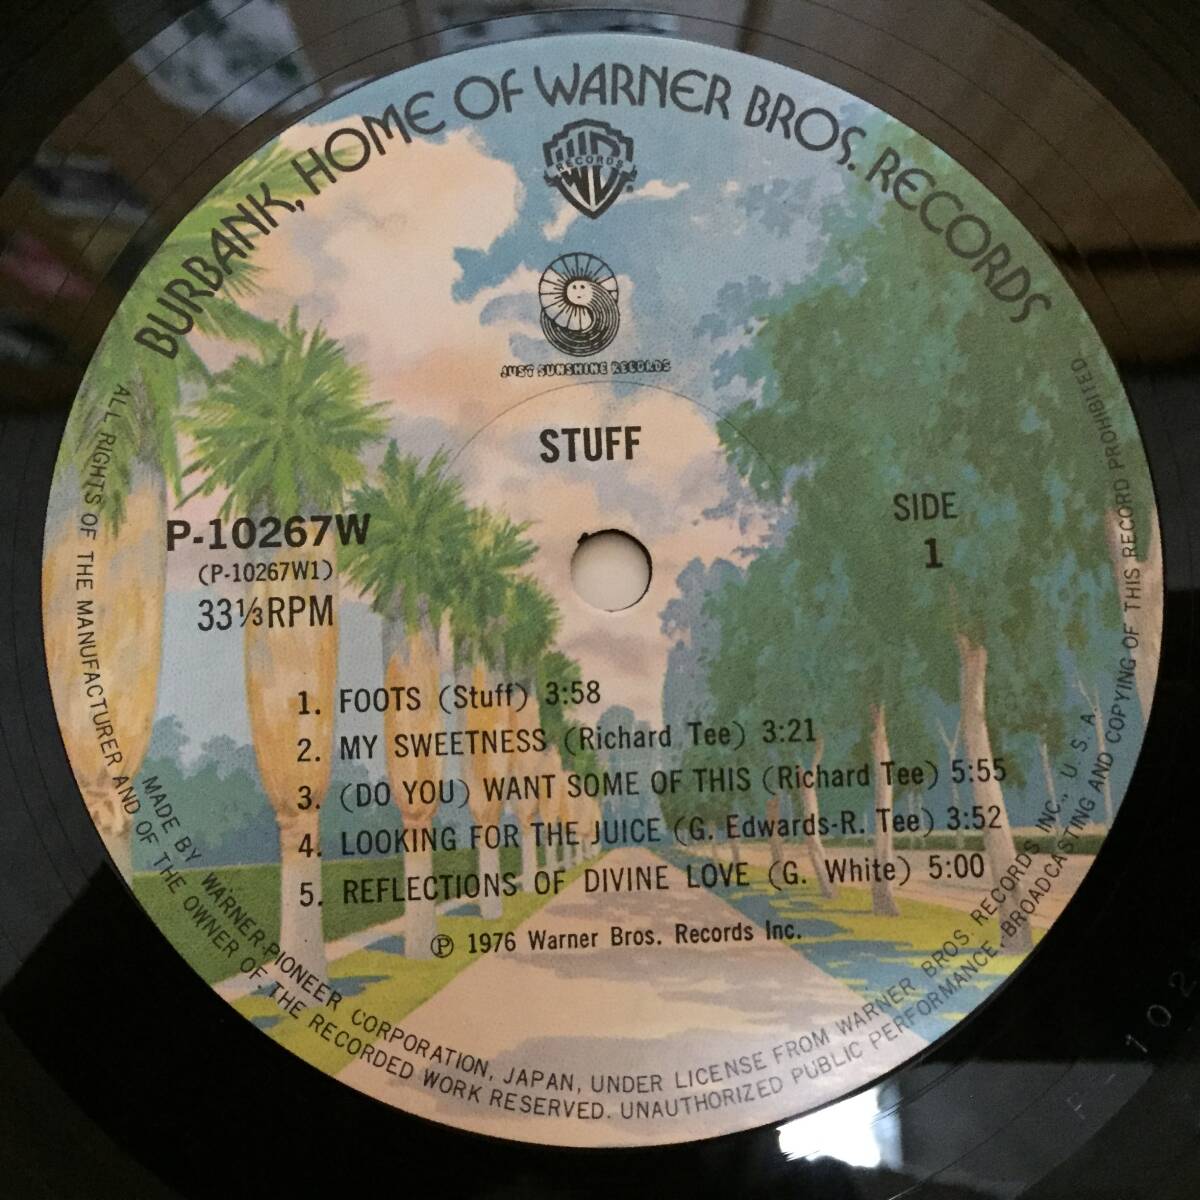 BURBANK, HOME OF WARNER BROS. RECORDS
WB
RECORDS
JUST SUNSHINE RECORDS
STUFF
P-10267W
(P-10267W1)
33⅓RPM
SIDE
1
1. FOOTS (Stuff) 3:58
2. MY SWEETNESS (Richard Tee) 3:21
3. (DO YOU) WANT SOME OF THIS (Richard Tee) 5:55
4. LOOKING FOR THE JUICE (G. Edwards-R. Tee) 3:52
5. REFLECTIONS OF DIVINE LOVE (G. White) 5:00
℗ 1976 Warner Bros. Records Inc.
MADE BY WARNER-PIONEER CORPORATION, JAPAN, UNDER LICENSE FROM WARNER BROS. RECORDS INC., U.S.A.
ALL RIGHTS OF THE MANUFACTURER AND OF THE OWNER OF THE RECORDED WORK RESERVED. UNAUTHORIZED PUBLIC PERFORMANCE, BROADCASTING AND COPYING OF THIS RECORD PROHIBITED
102